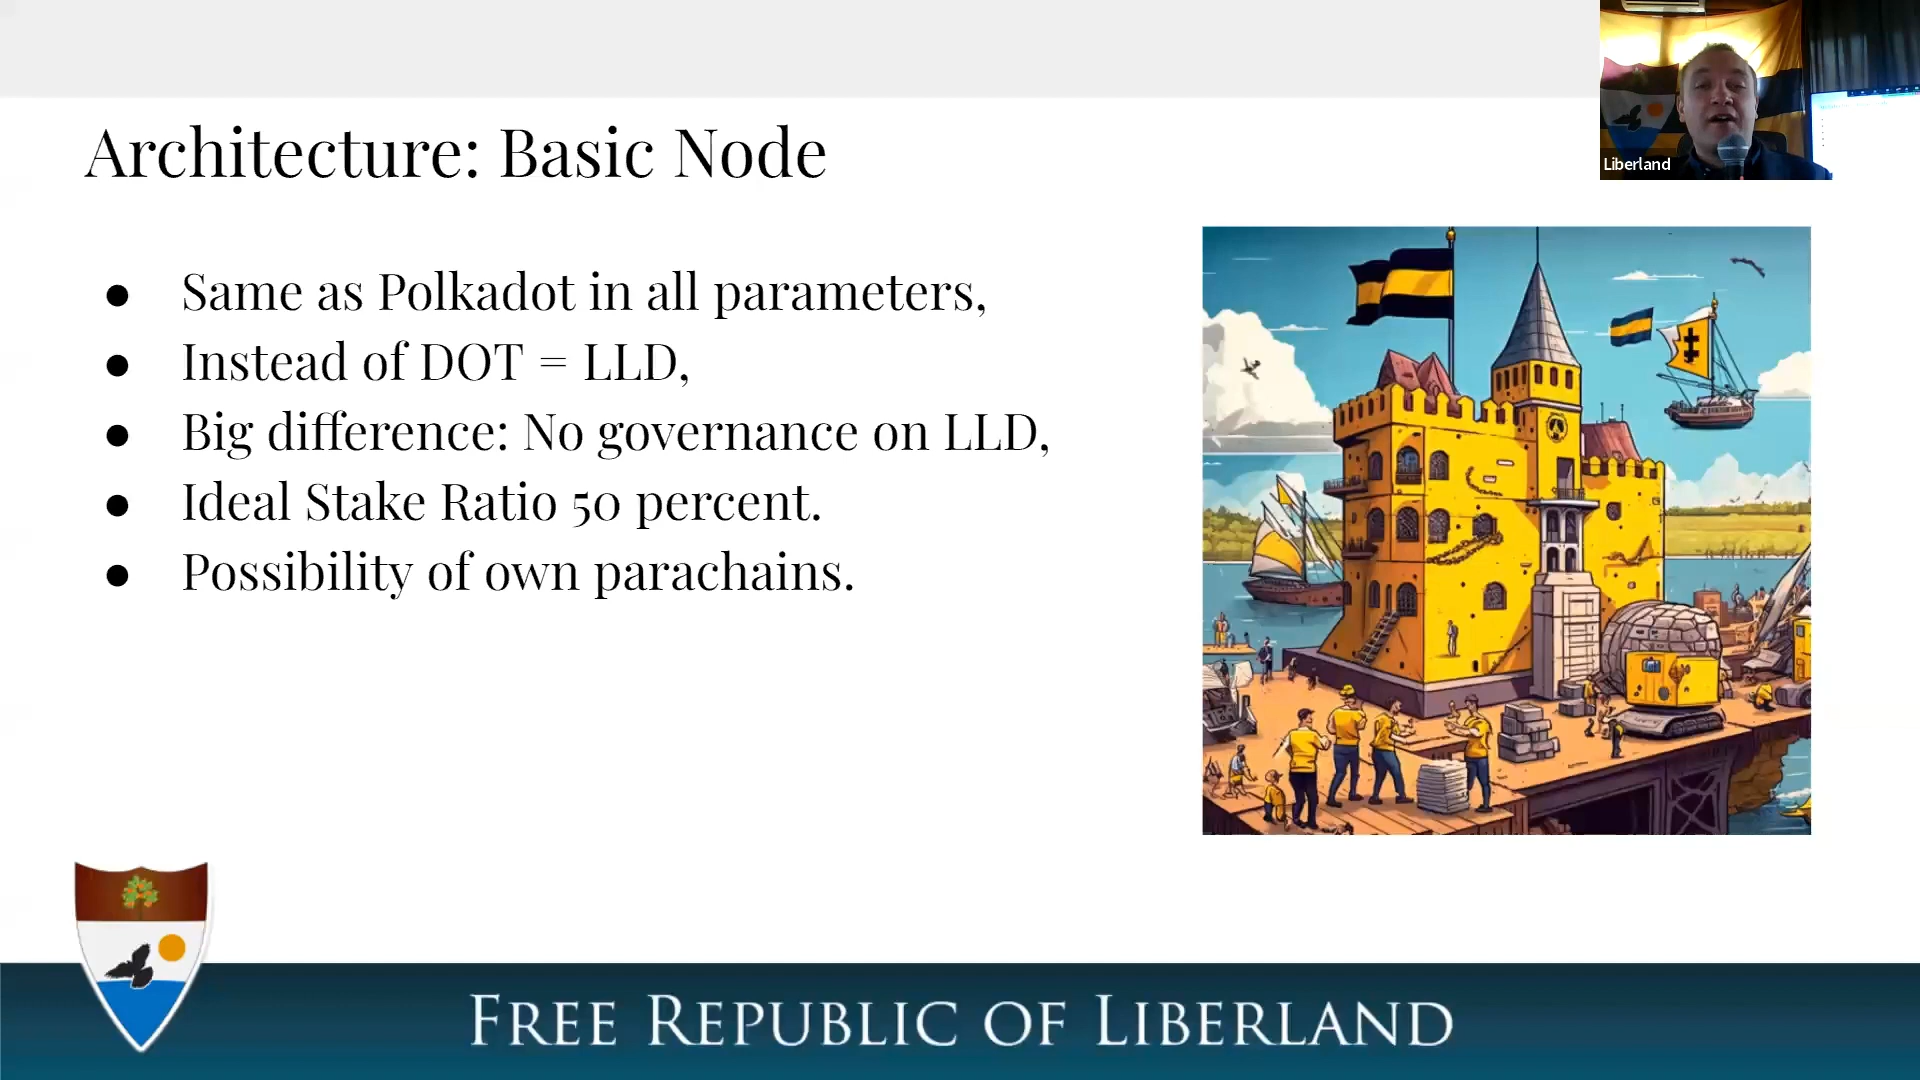 Liberland
Architecture: Basic Node
● Same as Polkadot in all parameters,
● Instead of DOT = LLD,
● Big difference: No governance on LLD,
● Ideal Stake Ratio 50 percent.
● Possibility of own parachains.
FREE REPUBLIC OF LIBERLAND